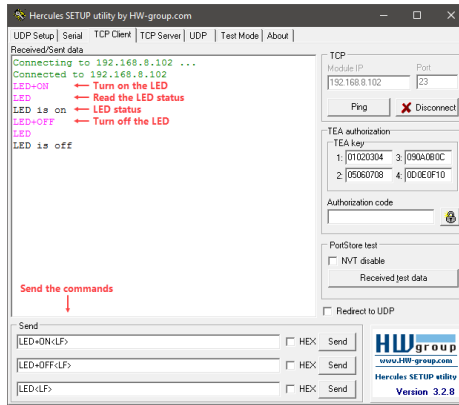 Hercules SETUP utility by HW-group.com
UDP Setup Serial TCP Client TCP Server UDP Test Mode About
Received/Sent data
Connecting to 192.168.8.102 ...
Connected to 192.168.8.102
LED+ON Turn on the LED
LED Read the LED status
LED is on LED status
LED+OFF Turn off the LED
LED
LED is off
Send the commands
TCP
Module IP Port
192.168.8.102 23
Ping Disconnect
TEA authorization
TEA key
1: 01020304 3: 090A0B0C
2: 05060708 4: 0D0E0F10
Authorization code
PortStore test
NVT disable
Received test data
Redirect to UDP
Send
LED+ON<LF> HEX Send
LED+OFF<LF> HEX Send
LED<LF> HEX Send
HW group
www.HW-group.com
Hercules SETUP utility
Version 3.2.8